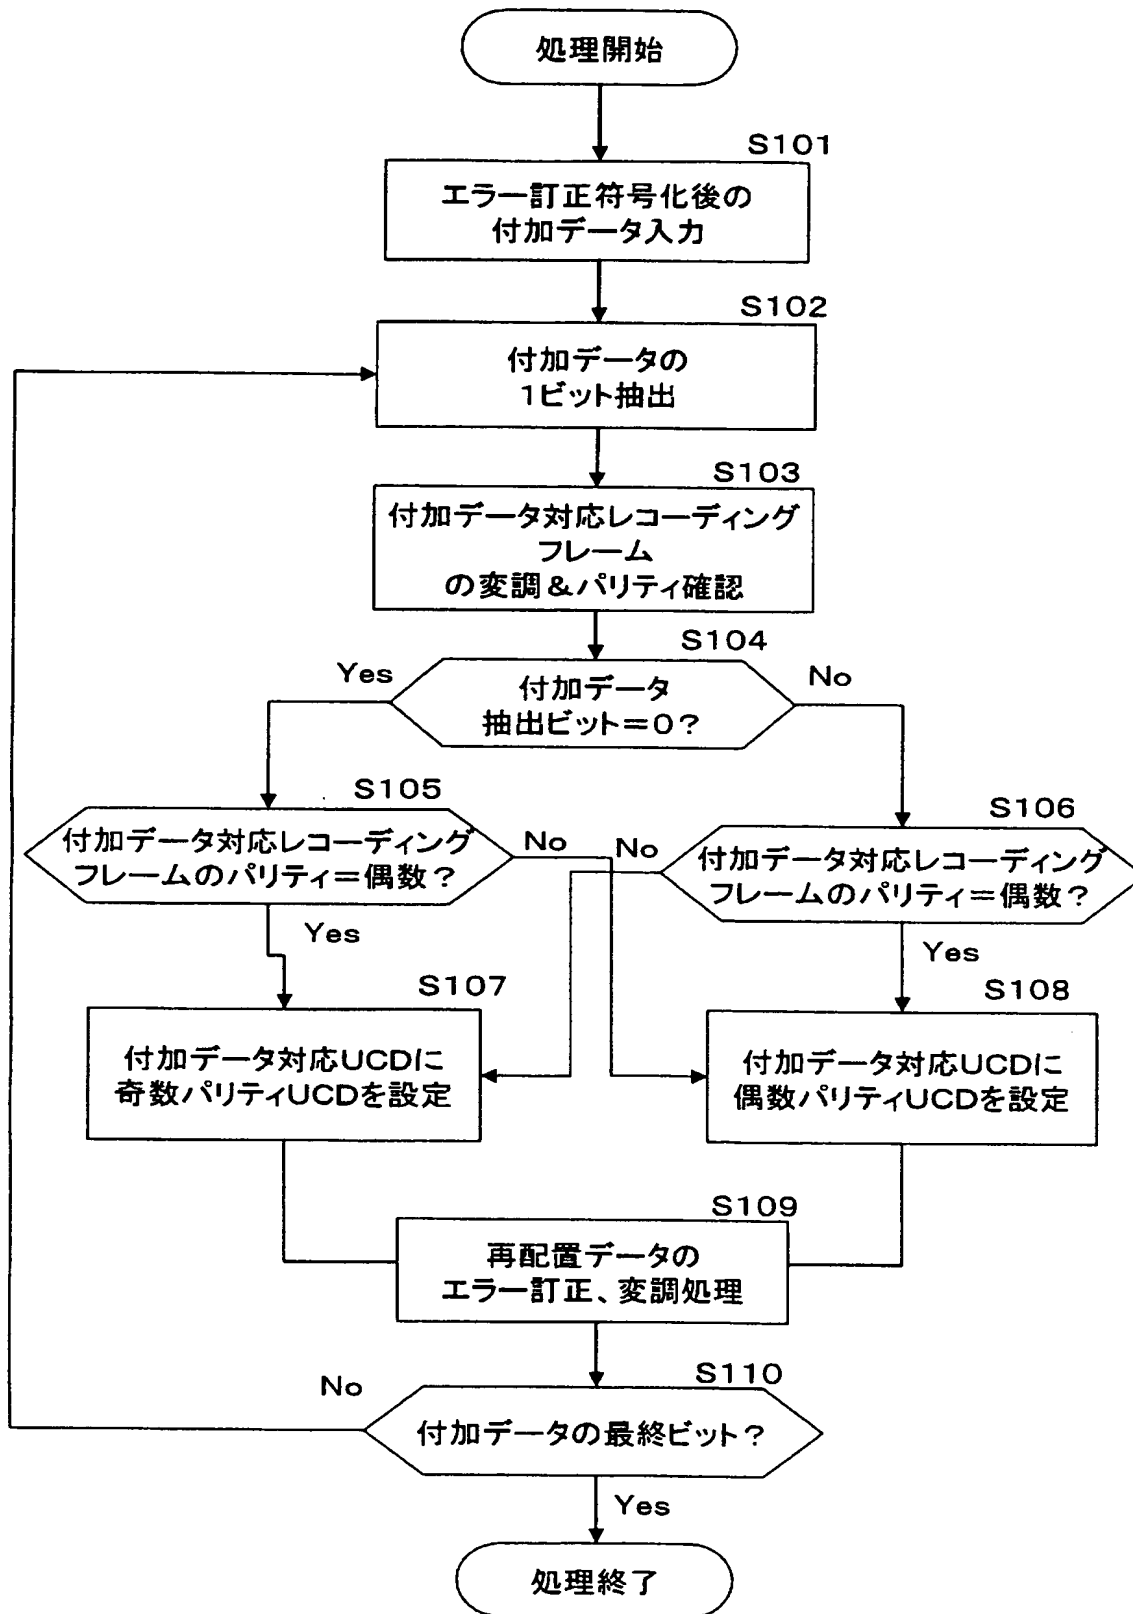 処理開始
S101
エラー訂正符号化後の
付加データ入力
S102
付加データの
1ビット抽出
S103
付加データ対応レコーディング
フレーム
の変調&パリティ確認
S104
付加データ
抽出ビット=0?
Yes
No
S105
付加データ対応レコーディング
フレームのパリティ=偶数?
No
Yes
S106
付加データ対応レコーディング
フレームのパリティ=偶数?
No
Yes
S107
付加データ対応UCDに
奇数パリティUCDを設定
S108
付加データ対応UCDに
偶数パリティUCDを設定
S109
再配置データの
エラー訂正、変調処理
S110
付加データの最終ビット?
No
Yes
処理終了